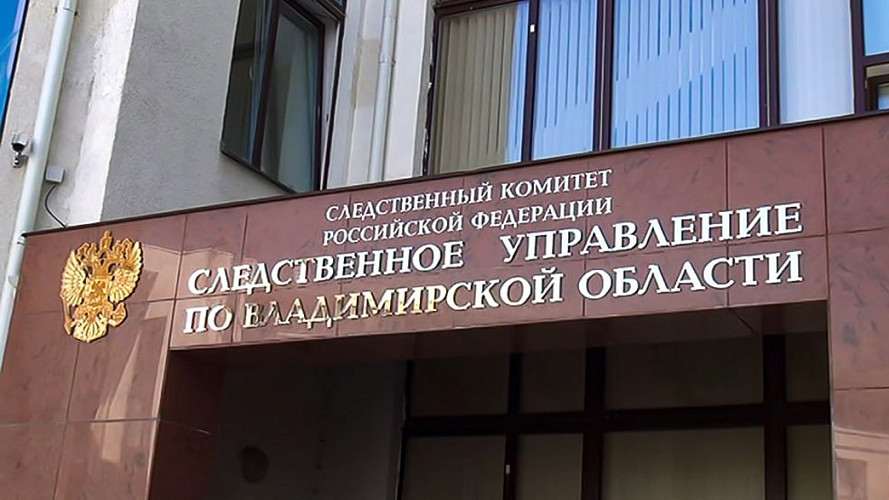 СЛЕДСТВЕННЫЙ КОМИТЕТ
РОССИЙСКОЙ ФЕДЕРАЦИИ
СЛЕДСТВЕННОЕ УПРАВЛЕНИЕ
ПО ВЛАДИМИРСКОЙ ОБЛАСТИ